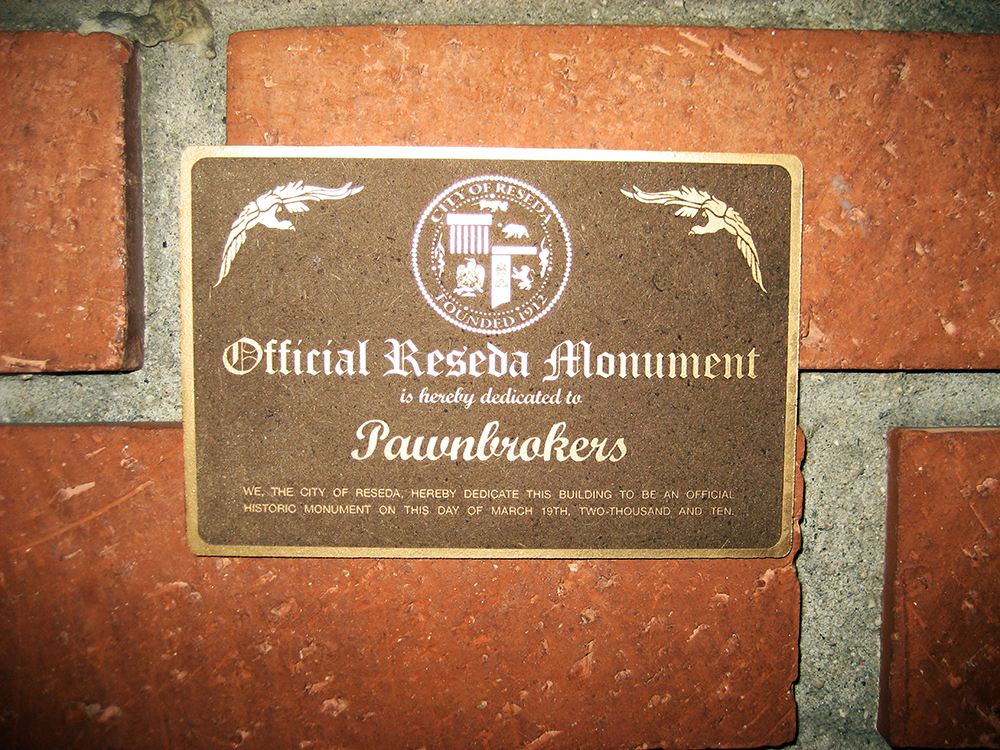 CITY OF RESEDA
FOUNDED 1912
Official Reseda Monument
is hereby dedicated to
Pawnbrokers
WE, THE CITY OF RESEDA, HEREBY DEDICATE THIS BUILDING TO BE AN OFFICIAL
HISTORIC MONUMENT ON THIS DAY OF MARCH 19TH, TWO-THOUSAND AND TEN.